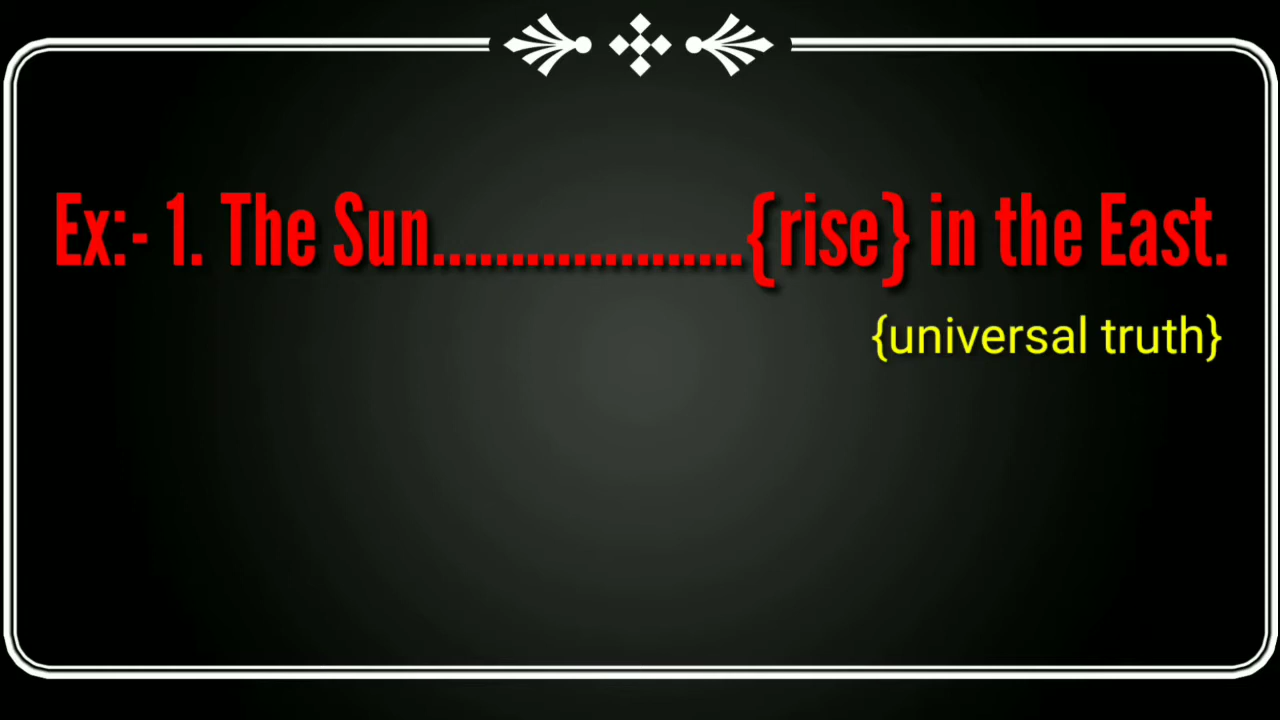 Ex:- 1. The Sun....................{rise} in the East.
{universal truth}